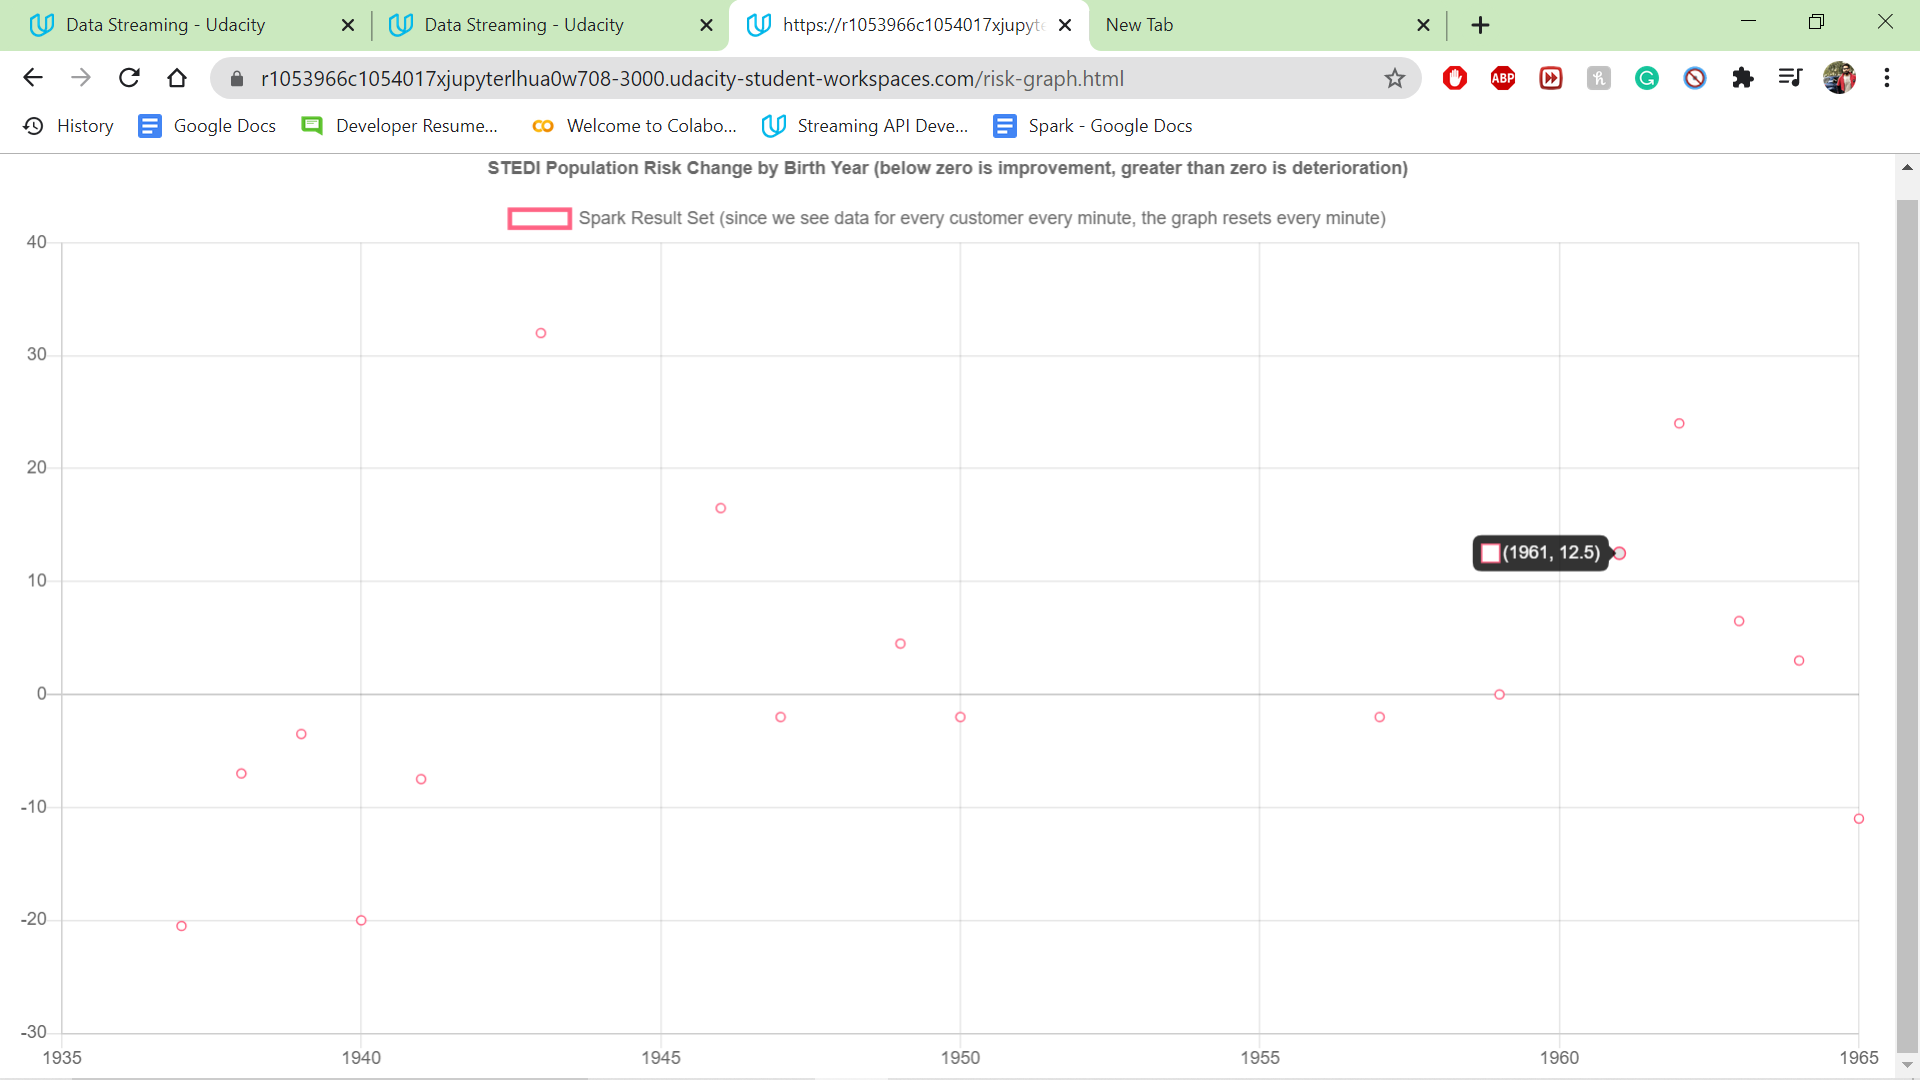 Data Streaming - Udacity
Data Streaming - Udacity
https://r1053966c1054017xjupyte
New Tab
r1053966c1054017xjupyterlhua0w708-3000.udacity-student-workspaces.com/risk-graph.html
ABP
History
Google Docs
Developer Resume...
Welcome to Colabo...
Streaming API Deve...
Spark - Google Docs
STEDI Population Risk Change by Birth Year (below zero is improvement, greater than zero is deterioration)
Spark Result Set (since we see data for every customer every minute, the graph resets every minute)
40
30
20
(1961, 12.5)
10
0
-10
-20
-30
1935 1940 1945 1950 1955 1960 1965